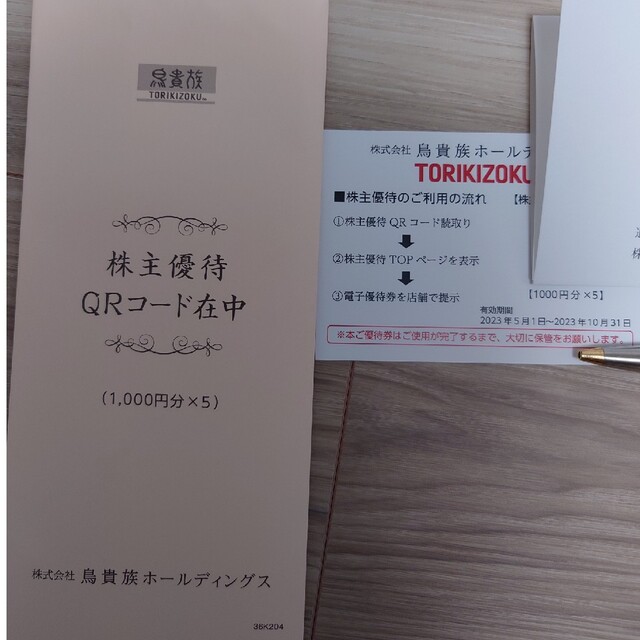 鳥貴族
TORIKIZOKU
株主優待
QRコード在中
(1,000円分×5)
株式会社 鳥貴族ホールディングス
36K204
株式会社 鳥貴族ホールデ
TORIKIZOKU
■株主優待のご利用の流れ 【株
①株主優待QRコード読取り
②株主優待TOPページを表示
③電子優待券を店舗で提示
【1000円分×5】
有効期間
2023年5月1日～2023年10月31日
※本ご優待券はご使用が完了するまで、大切に保管をお願いします。
株